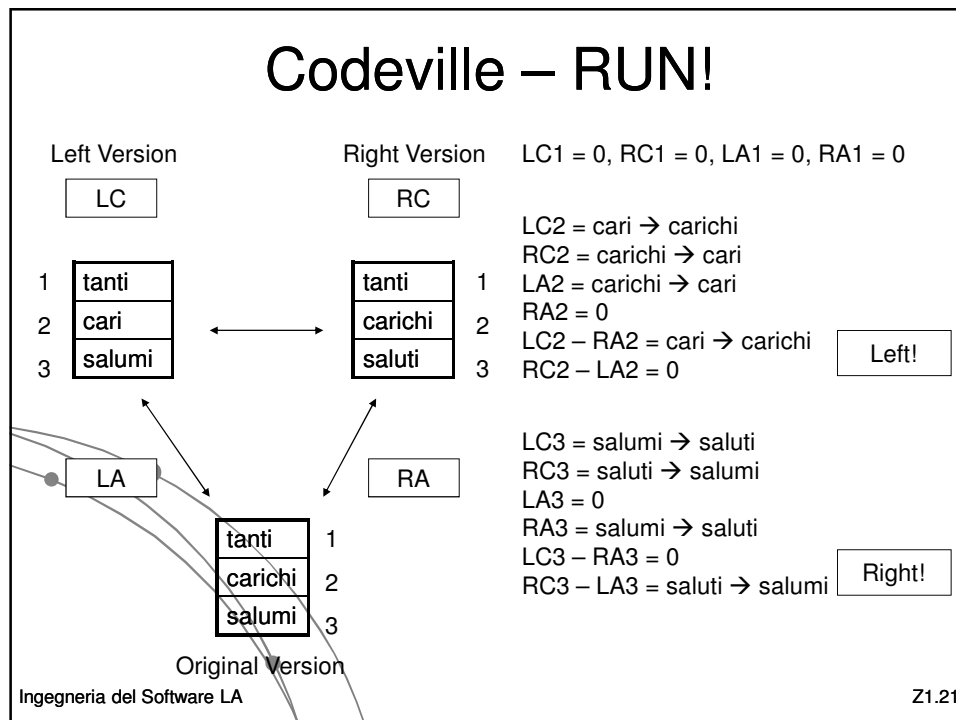 Codeville – RUN!
Left Version
Right Version
LC
RC
1 tanti
2 cari
3 salumi
tanti 1
carichi 2
saluti 3
LA
RA
tanti 1
carichi 2
salumi 3
Original Version
LC1 = 0, RC1 = 0, LA1 = 0, RA1 = 0
LC2 = cari → carichi
RC2 = carichi → cari
LA2 = carichi → cari
RA2 = 0
LC2 – RA2 = cari → carichi
RC2 – LA2 = 0
Left!
LC3 = salumi → saluti
RC3 = saluti → salumi
LA3 = 0
RA3 = salumi → saluti
LC3 – RA3 = 0
RC3 – LA3 = saluti → salumi
Right!
Ingegneria del Software LA
Z1.21